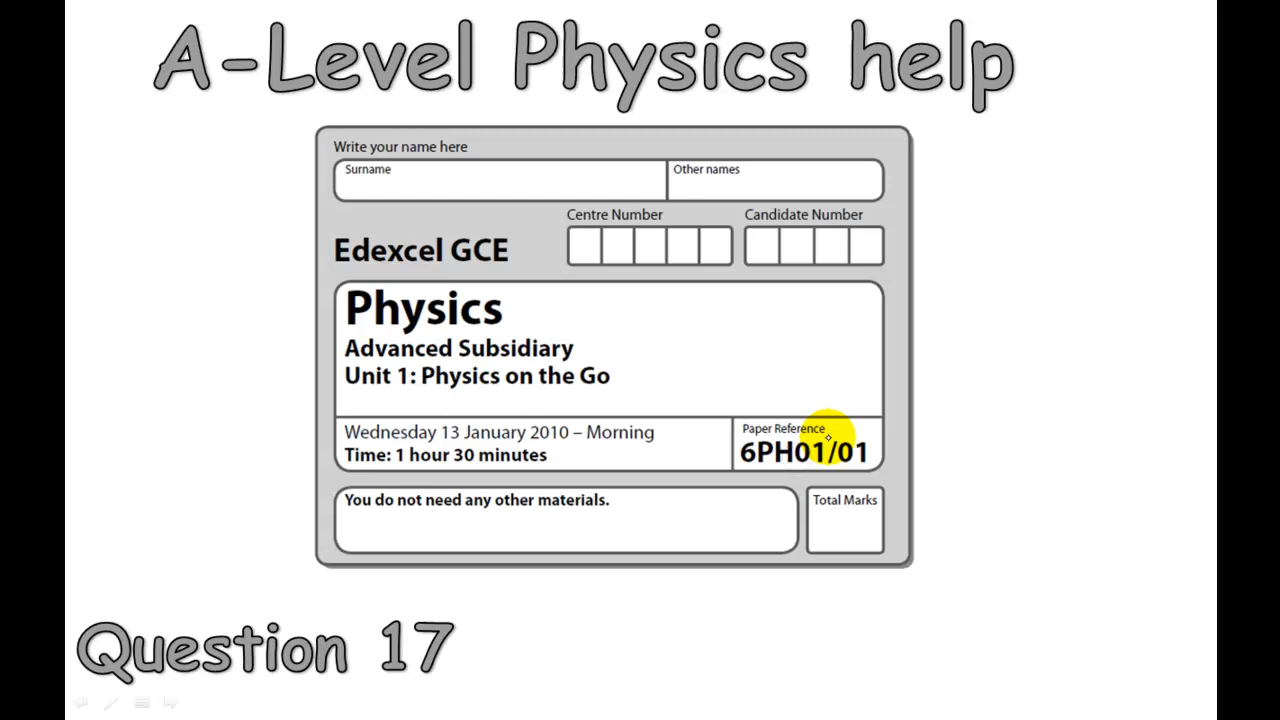 A-Level Physics help
Write your name here
Surname
Other names
Centre Number
Candidate Number
Edexcel GCE
Physics
Advanced Subsidiary
Unit 1: Physics on the Go
Wednesday 13 January 2010 – Morning
Time: 1 hour 30 minutes
Paper Reference
6PH01/01
You do not need any other materials.
Total Marks
Question 17